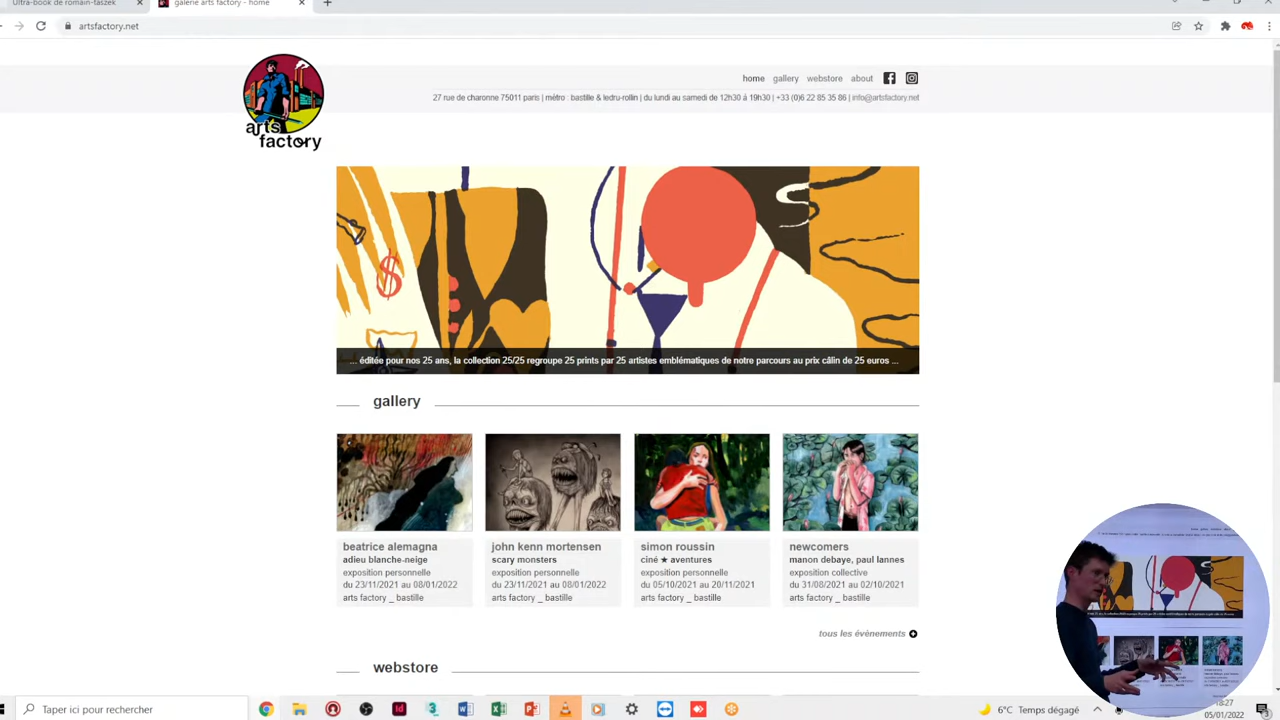 Ultra-book de romain-taszek
galerie arts factory - home
artsfactory.net
arts factory
home gallery webstore about
27 rue de charonne 75011 paris | métro : bastille & ledru-rollin | du lundi au samedi de 12h30 à 19h30 | +33 (0)6 22 85 35 86 | info@artsfactory.net
$
... éditée pour nos 25 ans, la collection 25/25 regroupe 25 prints par 25 artistes emblématiques de notre parcours au prix câlin de 25 euros ...
gallery
beatrice alemagna
adieu blanche-neige
exposition personnelle
du 23/11/2021 au 08/01/2022
arts factory _ bastille
john kenn mortensen
scary monsters
exposition personnelle
du 23/11/2021 au 08/01/2022
arts factory _ bastille
simon roussin
ciné ★ aventures
exposition personnelle
du 05/10/2021 au 20/11/2021
arts factory _ bastille
newcomers
manon debaye, paul lannes
exposition collective
du 31/08/2021 au 02/10/2021
arts factory _ bastille
tous les évènements
webstore
Taper ici pour rechercher
6°C Temps dégagé
05/01/2022